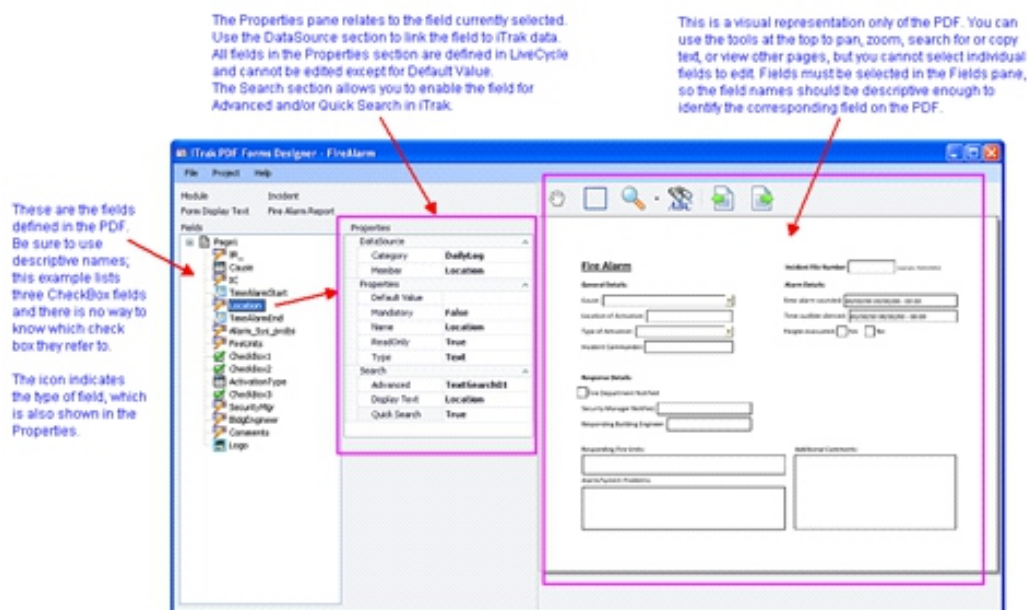 The Properties pane relates to the field currently selected.
Use the DataSource section to link the field to iTrak data.
All fields in the Properties section are defined in LiveCycle
and cannot be edited except for Default Value.
The Search section allows you to enable the field for
Advanced and/or Quick Search in iTrak.
This is a visual representation only of the PDF. You can
use the tools at the top to pan, zoom, search for or copy
text, or view other pages, but you cannot select individual
fields to edit. Fields must be selected in the Fields pane,
so the field names should be descriptive enough to
identify the corresponding field on the PDF.
These are the fields
defined in the PDF.
Be sure to use
descriptive names;
this example lists
three CheckBox fields
and there is no way to
know which check
box they refer to.
The icon indicates
the type of field, which
is also shown in the
Properties.
iTrak PDF Forms Designer - FireAlarm
File Project Help
Module Incident
Form Display Text Fire Alarm Report
Fields
Page1
IR_
Cause
IC
TimeAlarmStart
Location
TimeAlarmEnd
Alarm_Sys_probs
FireUnits
CheckBox1
CheckBox2
ActivationType
CheckBox3
SecurityMgr
BldgEngineer
Comments
Logo
Properties
DataSource
Category DailyLog
Member Location
Properties
Default Value
Mandatory False
Name Location
ReadOnly True
Type Text
Search
Advanced TextSearch01
Display Text Location
Quick Search True
Fire Alarm
Incident File Number
General Details:
Cause:
Location of Activation:
Type of Activation:
Incident Commander:
Alarm Details:
Time alarm sounded:
Time audible silenced:
People evacuated: Yes No
Response Details:
Fire Department Notified
Security Manager Notified:
Responding Building Engineer:
Responding Fire Units:
Alarm/System Problems:
Additional Comments: